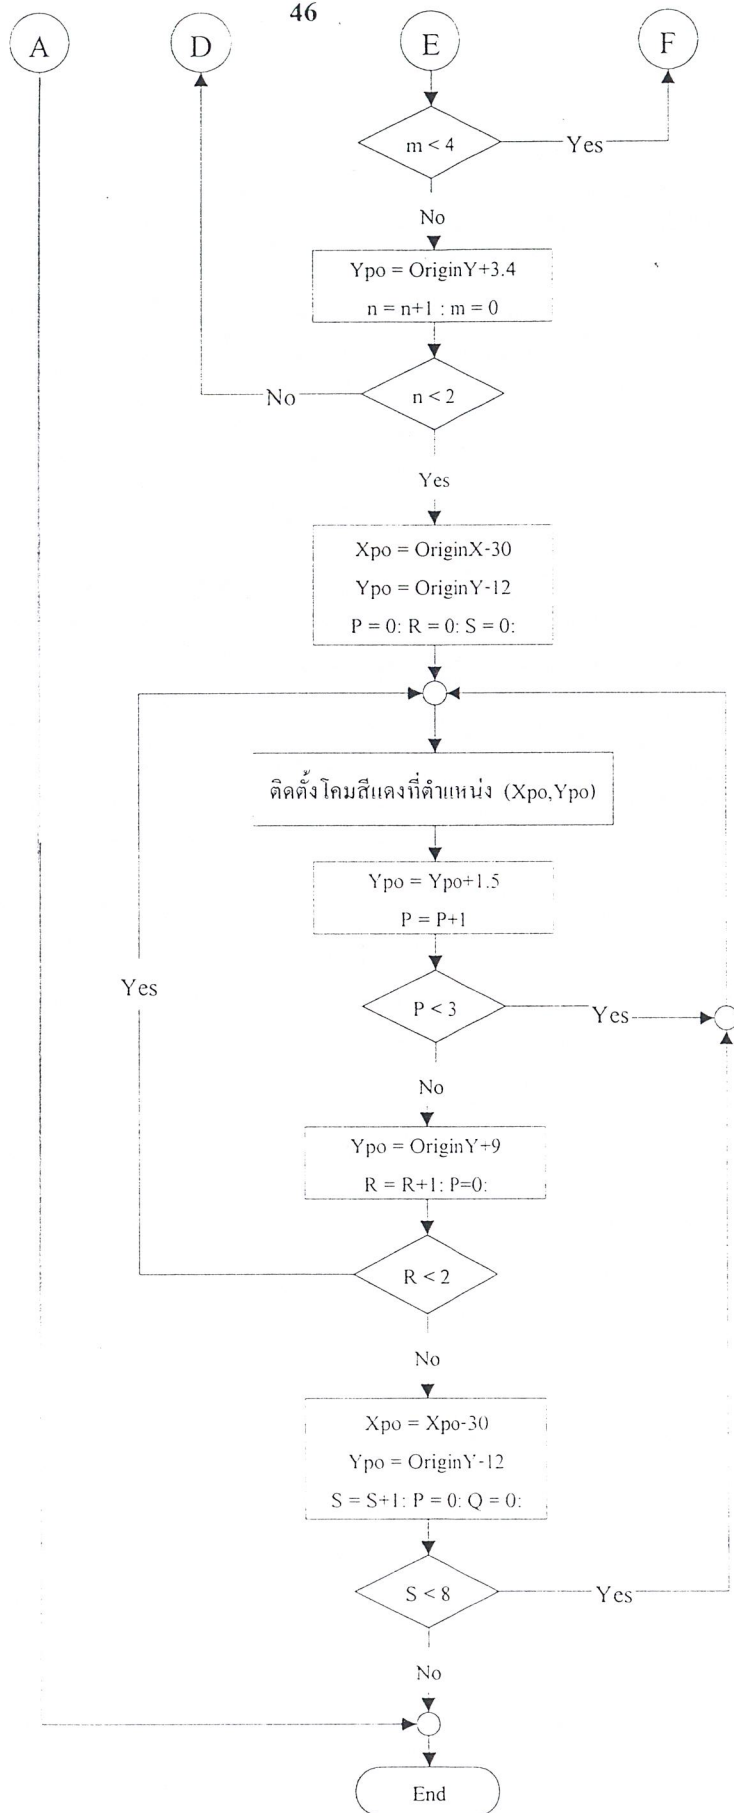 46
A
D
E
F
m < 4
Yes
No
Ypo = OriginY+3.4
n = n+1 : m = 0
n < 2
No
Yes
Xpo = OriginX-30
Ypo = OriginY-12
P = 0: R = 0: S = 0:
ติดตั้งโคมสีแดงที่ตำแหน่ง (Xpo,Ypo)
Ypo = Ypo+1.5
P = P+1
Yes
P < 3
Yes
No
Ypo = OriginY+9
R = R+1: P=0:
R < 2
No
Xpo = Xpo-30
Ypo = OriginY-12
S = S+1: P = 0: Q = 0:
S < 8
Yes
No
End